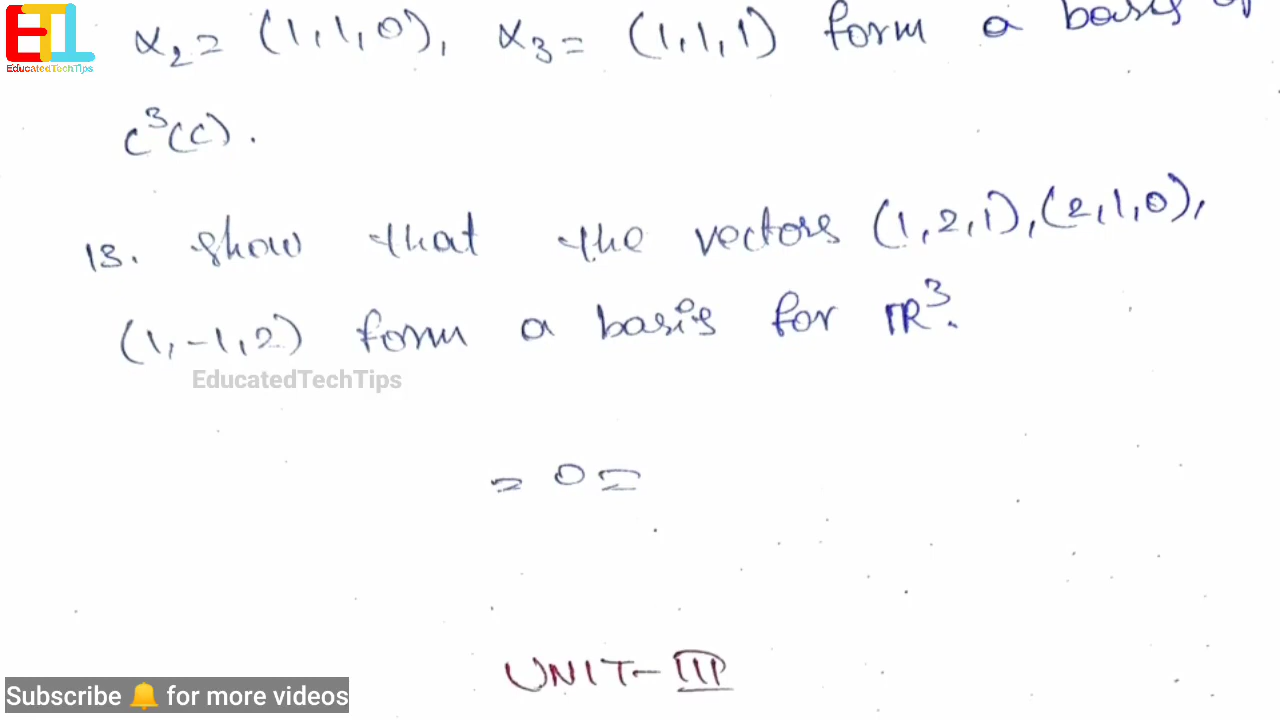 α₂ = (1,1,0), α₃ = (1,1,1) form a basis of
ETL
EducatedTechTips
C³(C).
13. show that the vectors (1,2,1), (2,1,0),
(1,-1,2) form a basis for IR³.
EducatedTechTips
= 0 =
UNIT-III
Subscribe 🔔 for more videos